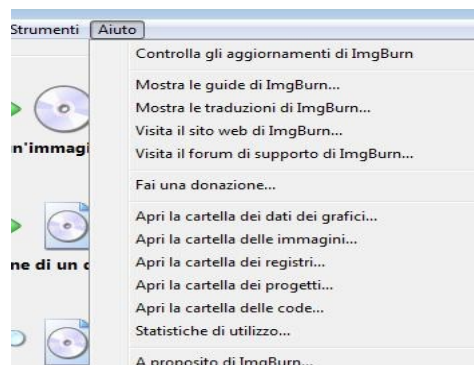 Strumenti Aiuto
Controlla gli aggiornamenti di ImgBurn
Mostra le guide di ImgBurn...
Mostra le traduzioni di ImgBurn...
Visita il sito web di ImgBurn...
n'immagi
Visita il forum di supporto di ImgBurn...
Fai una donazione...
Apri la cartella dei dati dei grafici...
Apri la cartella delle immagini...
ne di un c
Apri la cartella dei registri...
Apri la cartella dei progetti...
Apri la cartella delle code...
Statistiche di utilizzo...
A proposito di ImgBurn...